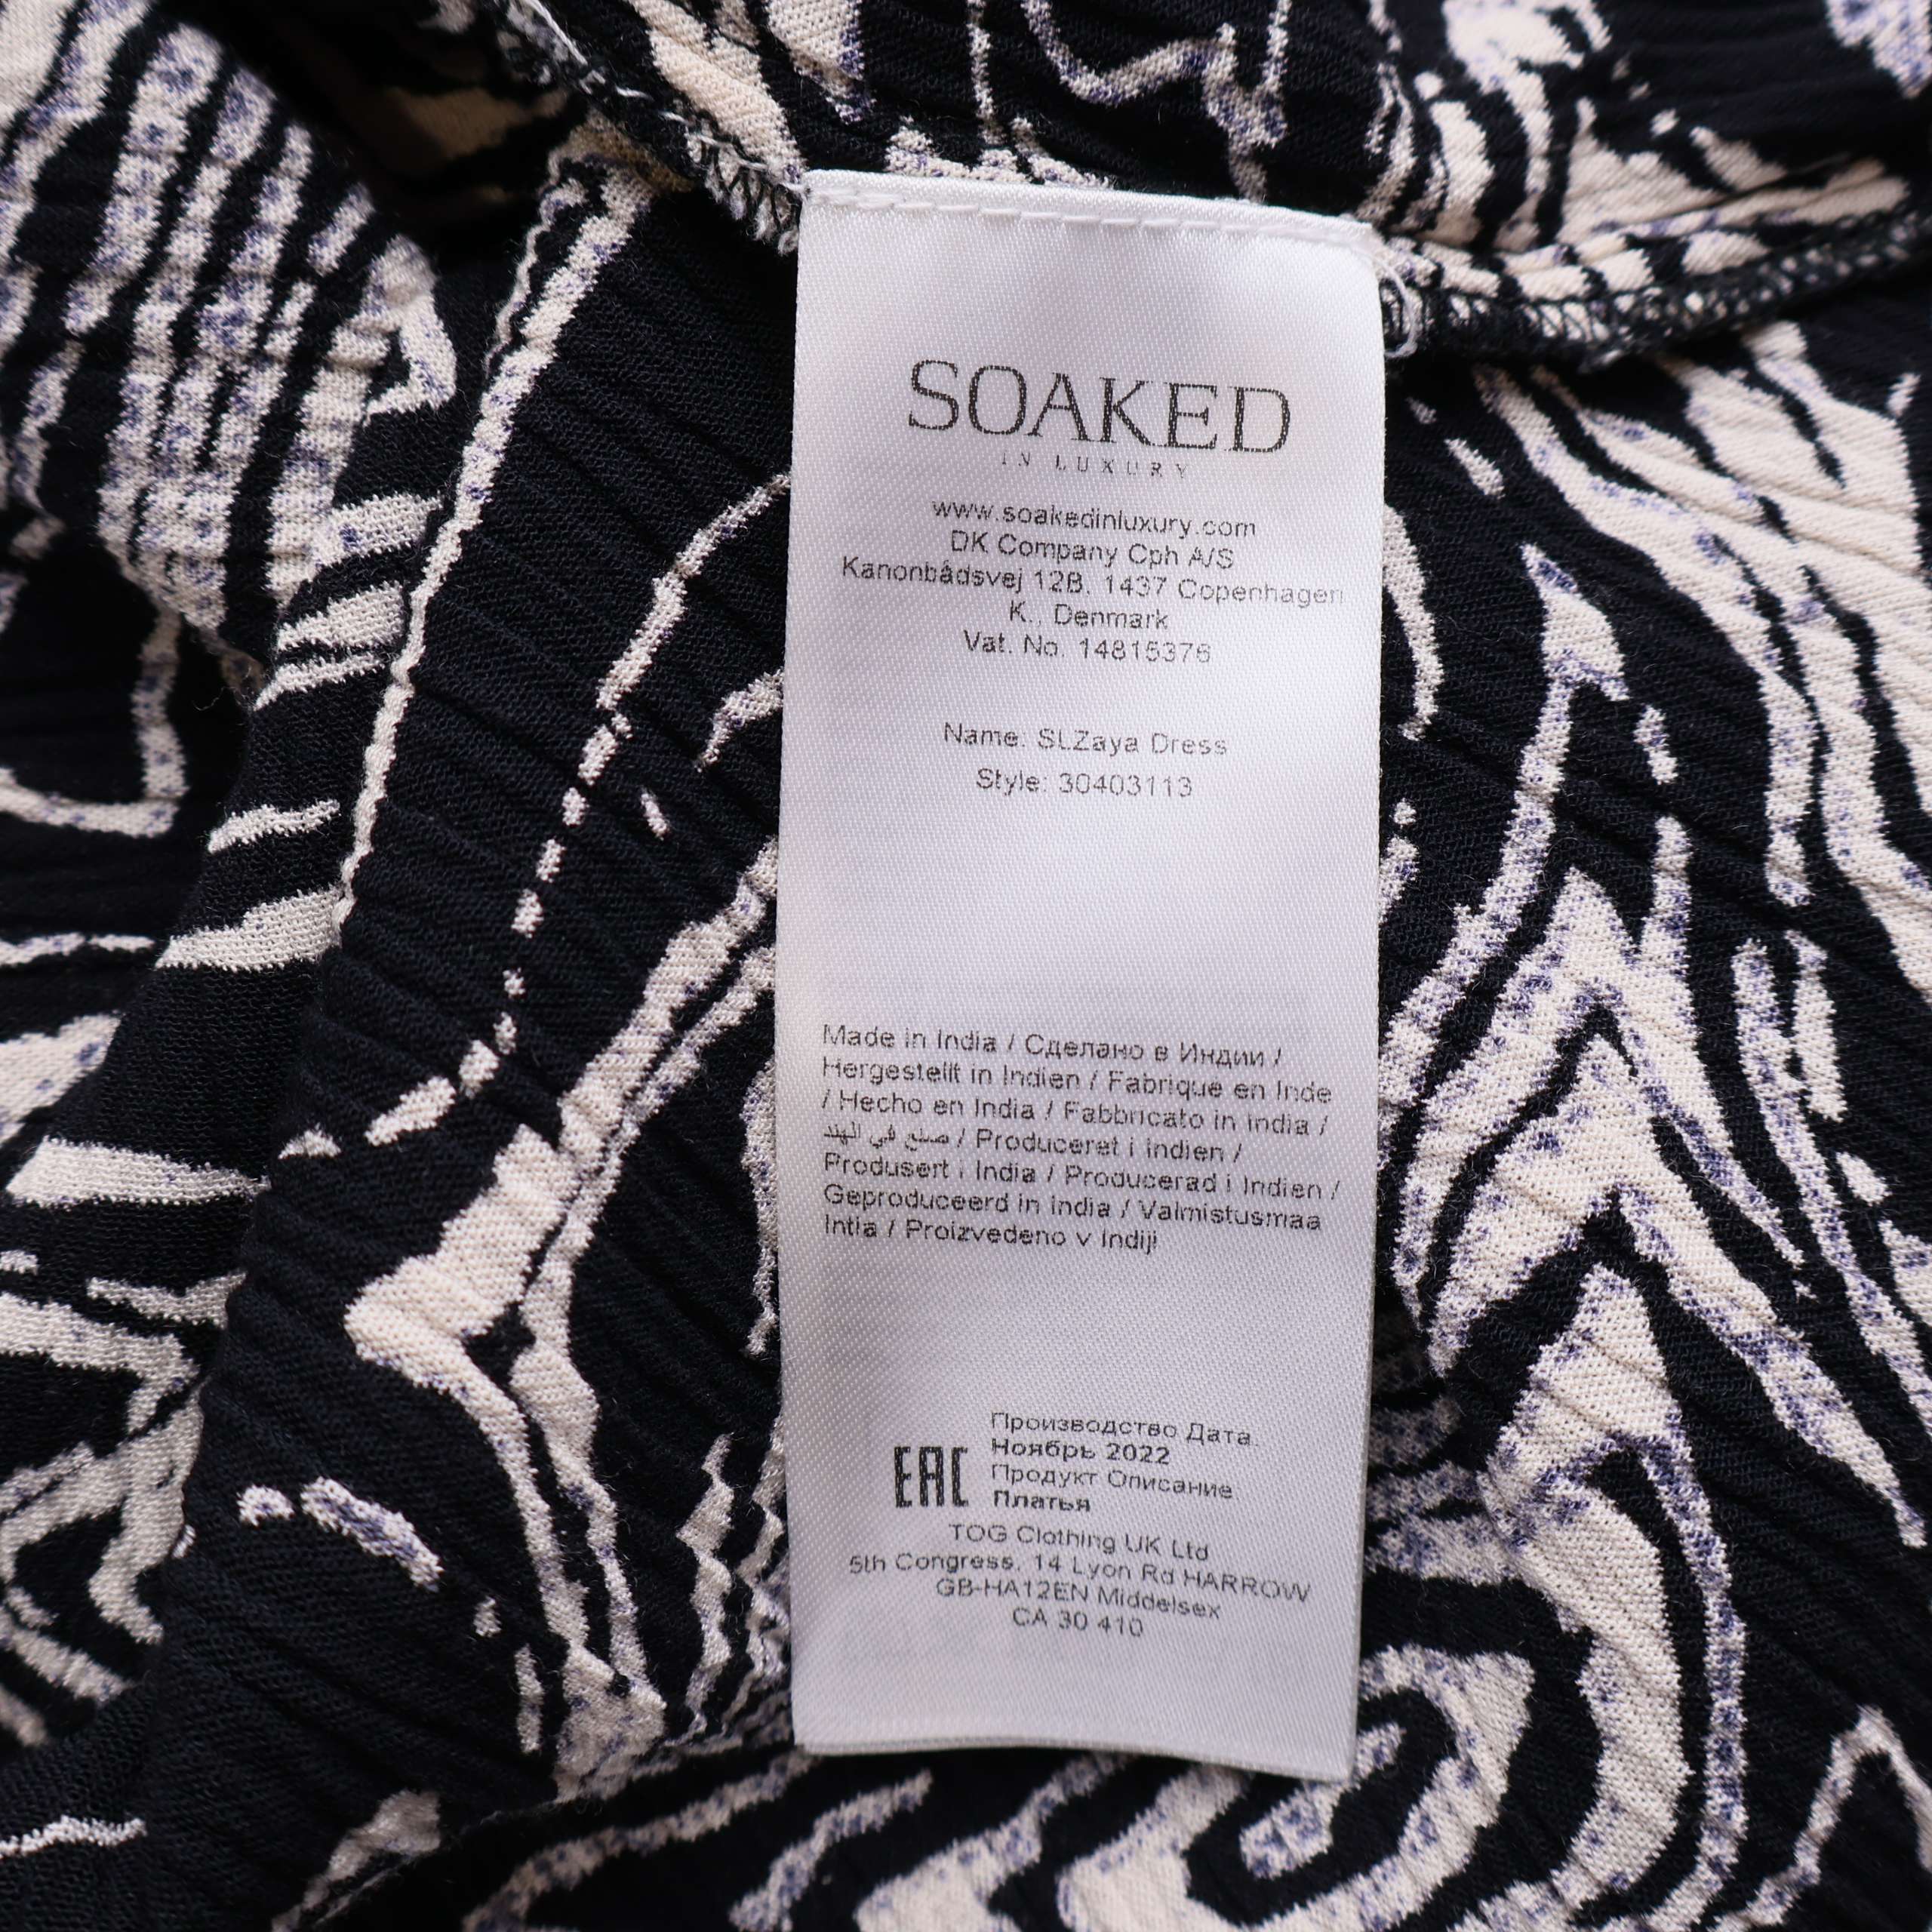 SOAKED
IN LUXURY
www.soakedinluxury.com
DK Company Cph A/S
Kanonbådsvej 12B, 1437 Copenhagen
K., Denmark
Vat. No. 14815376
Name: SLZaya Dress
Style: 30403113
Made in India / Сделано в Индии /
Hergestellt in Indien / Fabrique en Inde
/ Hecho en India / Fabbricato in India /
صنع في الهند / Produceret i Indien /
Produsert i India / Producerad i Indien /
Geproduceerd in India / Valmistusmaa
Intia / Proizvedeno v Indiji
EAC
Производство Дата:
Ноябрь 2022
Продукт Описание
Платья
TOG Clothing UK Ltd
5th Congress, 14 Lyon Rd HARROW
GB-HA12EN Middelsex
CA 30 410